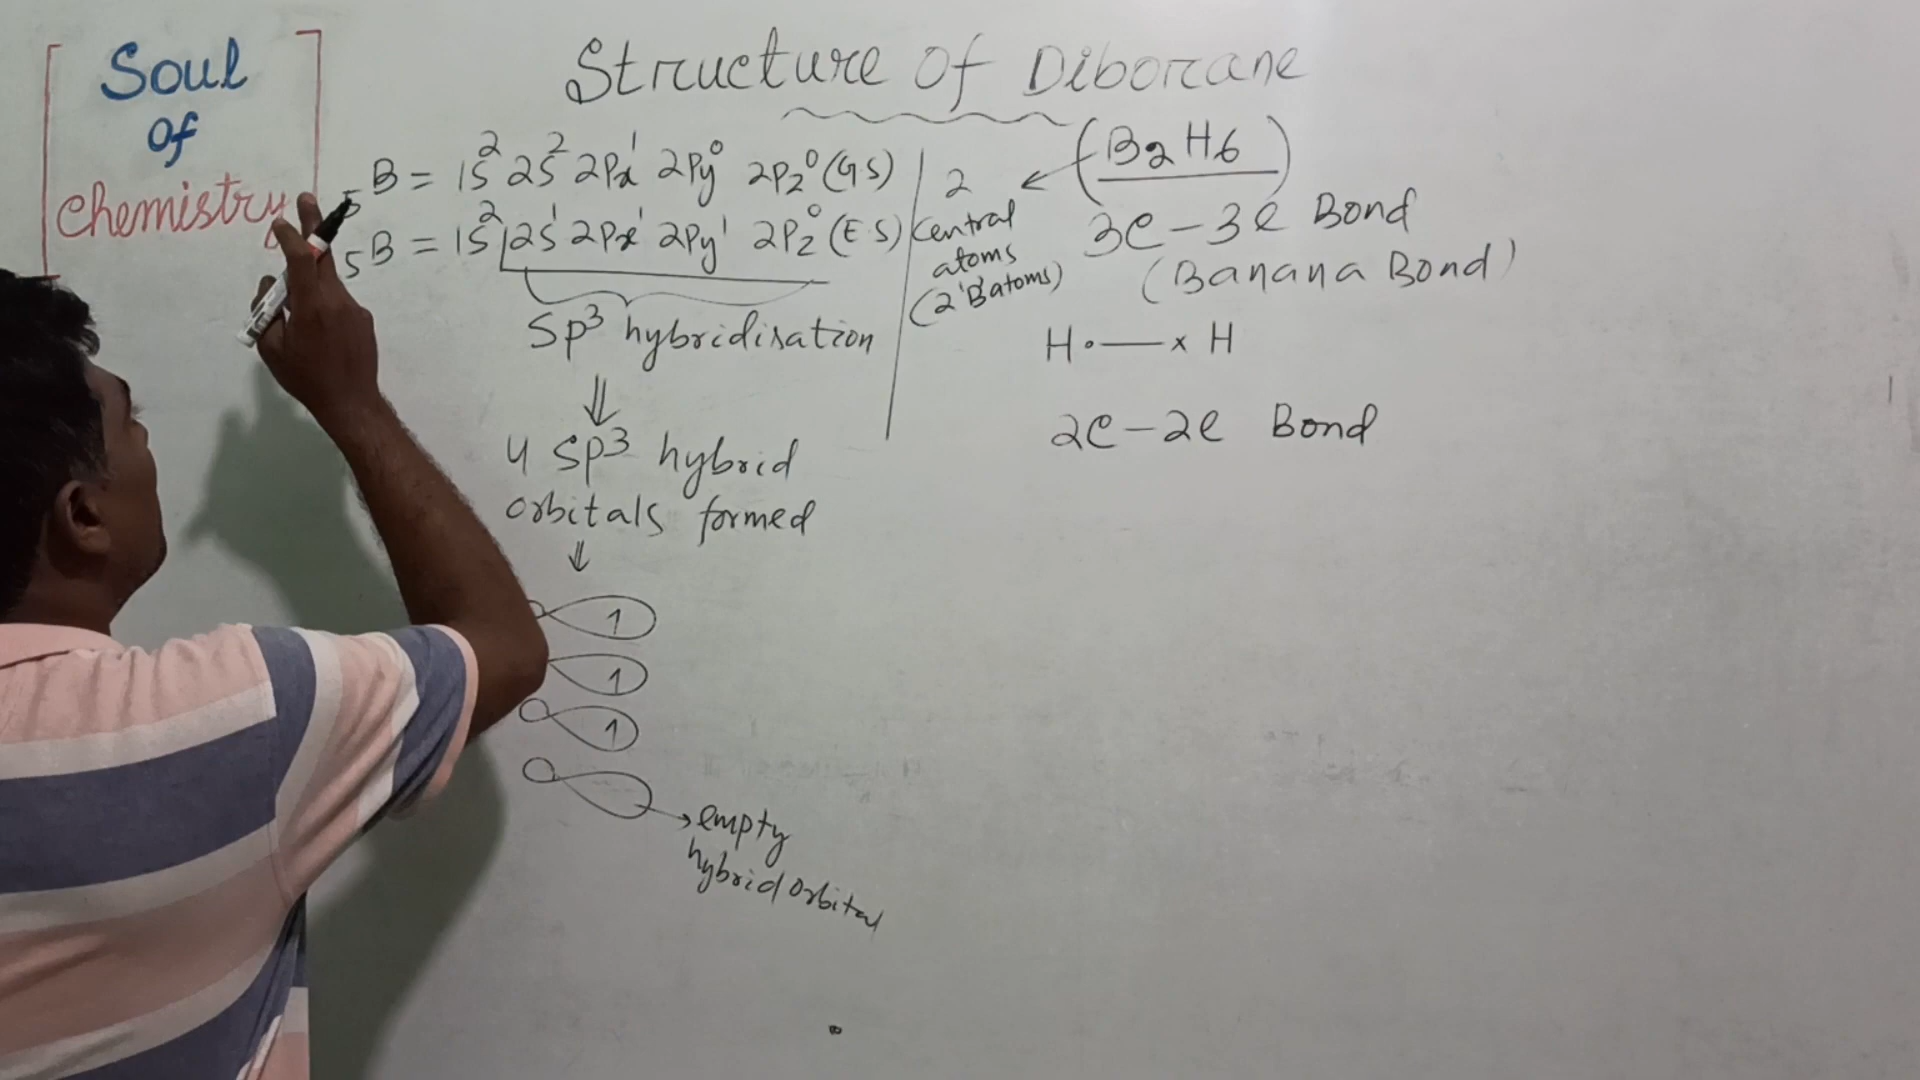 Soul
Of
Chemistry
Structure Of Diborane
(B2H6)
5B = 1S² 2S² 2Px¹ 2Py⁰ 2Pz⁰ (G.S)
5B = 1S² 2S¹ 2Px¹ 2Py¹ 2Pz⁰ (E.S)
Sp³ hybridisation
⇓
4 Sp³ hybrid
orbitals formed
⇓
1
1
1
→ empty
hybrid orbital
2
Central
atoms
(2 'B' atoms)
3C-3e Bond
(Banana Bond)
H•—x H
2C-2e Bond